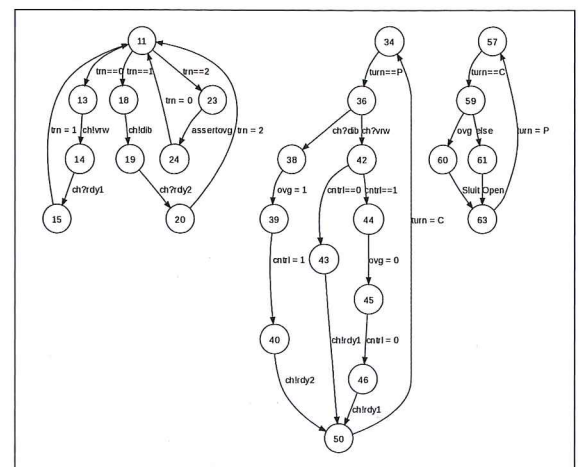 11
34
57
trn==0
trn==1
trn==2
turn==P
turn==C
13
18
23
36
59
trn = 1
ch!vrw
ch!dib
trn = 0
assertovg
trn = 2
ch?dib
ch?vrw
ovg
else
turn = P
14
19
24
38
42
60
61
ch?rdy1
ch?rdy2
ovg = 1
cntrl==0
cntrl==1
Sluit
Open
15
20
39
44
63
turn = C
cntrl = 1
43
ovg = 0
45
40
ch!rdy1
cntrl = 0
ch!rdy2
46
ch!rdy1
50